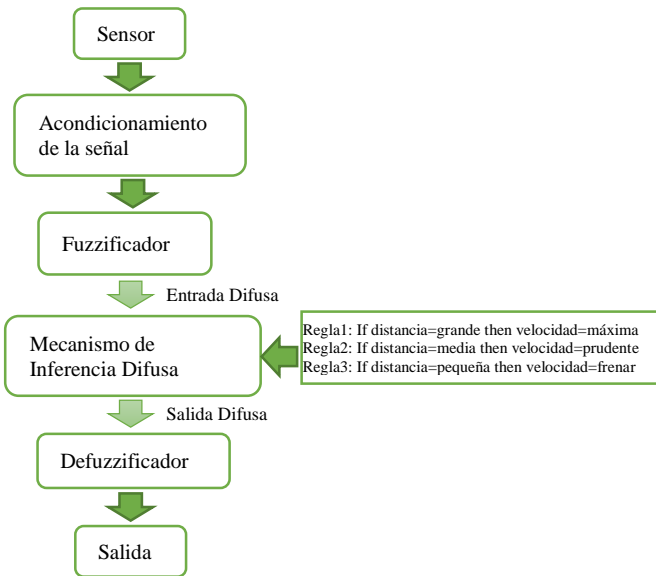 Sensor
Acondicionamiento
de la señal
Fuzzificador
Entrada Difusa
Mecanismo de
Inferencia Difusa
Regla1: If distancia=grande then velocidad=máxima
Regla2: If distancia=media then velocidad=prudente
Regla3: If distancia=pequeña then velocidad=frenar
Salida Difusa
Defuzzificador
Salida